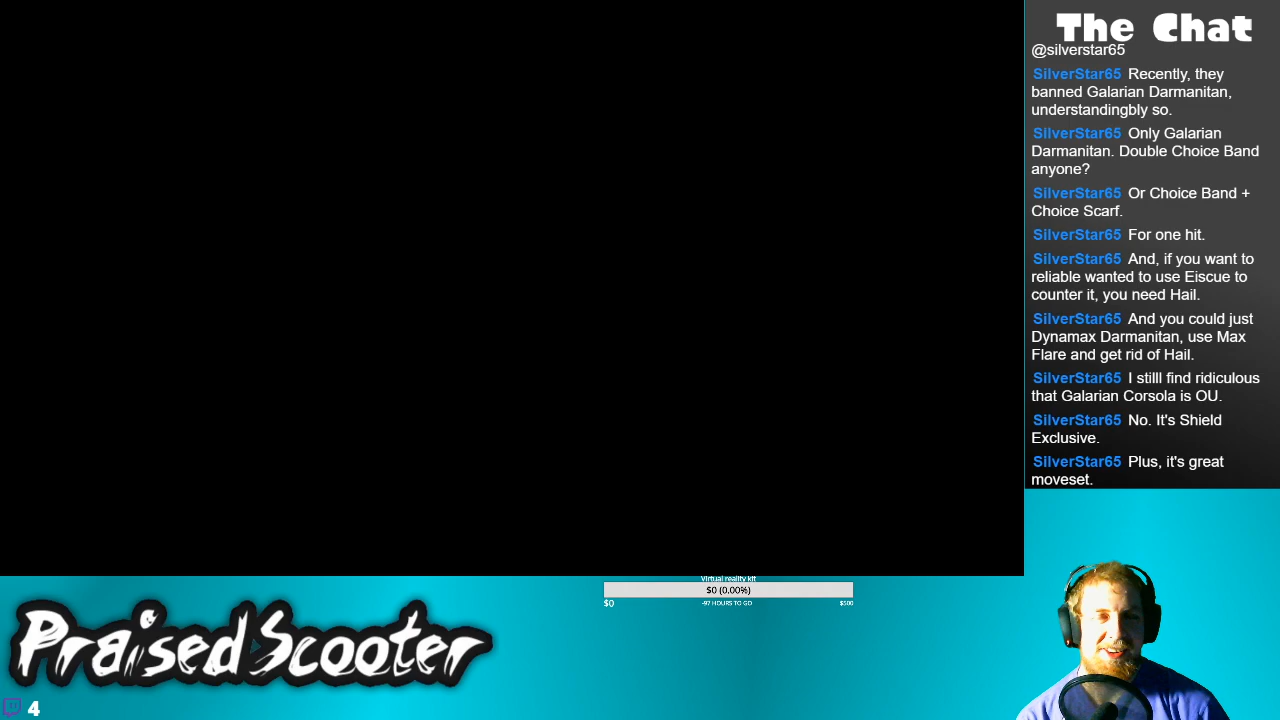 The Chat
@silverstar65
SilverStar65 Recently, they
banned Galarian Darmanitan,
understandingbly so.
SilverStar65 Only Galarian
Darmanitan. Double Choice Band
anyone?
SilverStar65 Or Choice Band +
Choice Scarf.
SilverStar65 For one hit.
SilverStar65 And, if you want to
reliable wanted to use Eiscue to
counter it, you need Hail.
SilverStar65 And you could just
Dynamax Darmanitan, use Max
Flare and get rid of Hail.
SilverStar65 I stilll find ridiculous
that Galarian Corsola is OU.
SilverStar65 No. It's Shield
Exclusive.
SilverStar65 Plus, it's great
moveset.
Virtual reality kit
$0 (0.00%)
$0 -97 HOURS TO GO $500
PraisedScooter
4